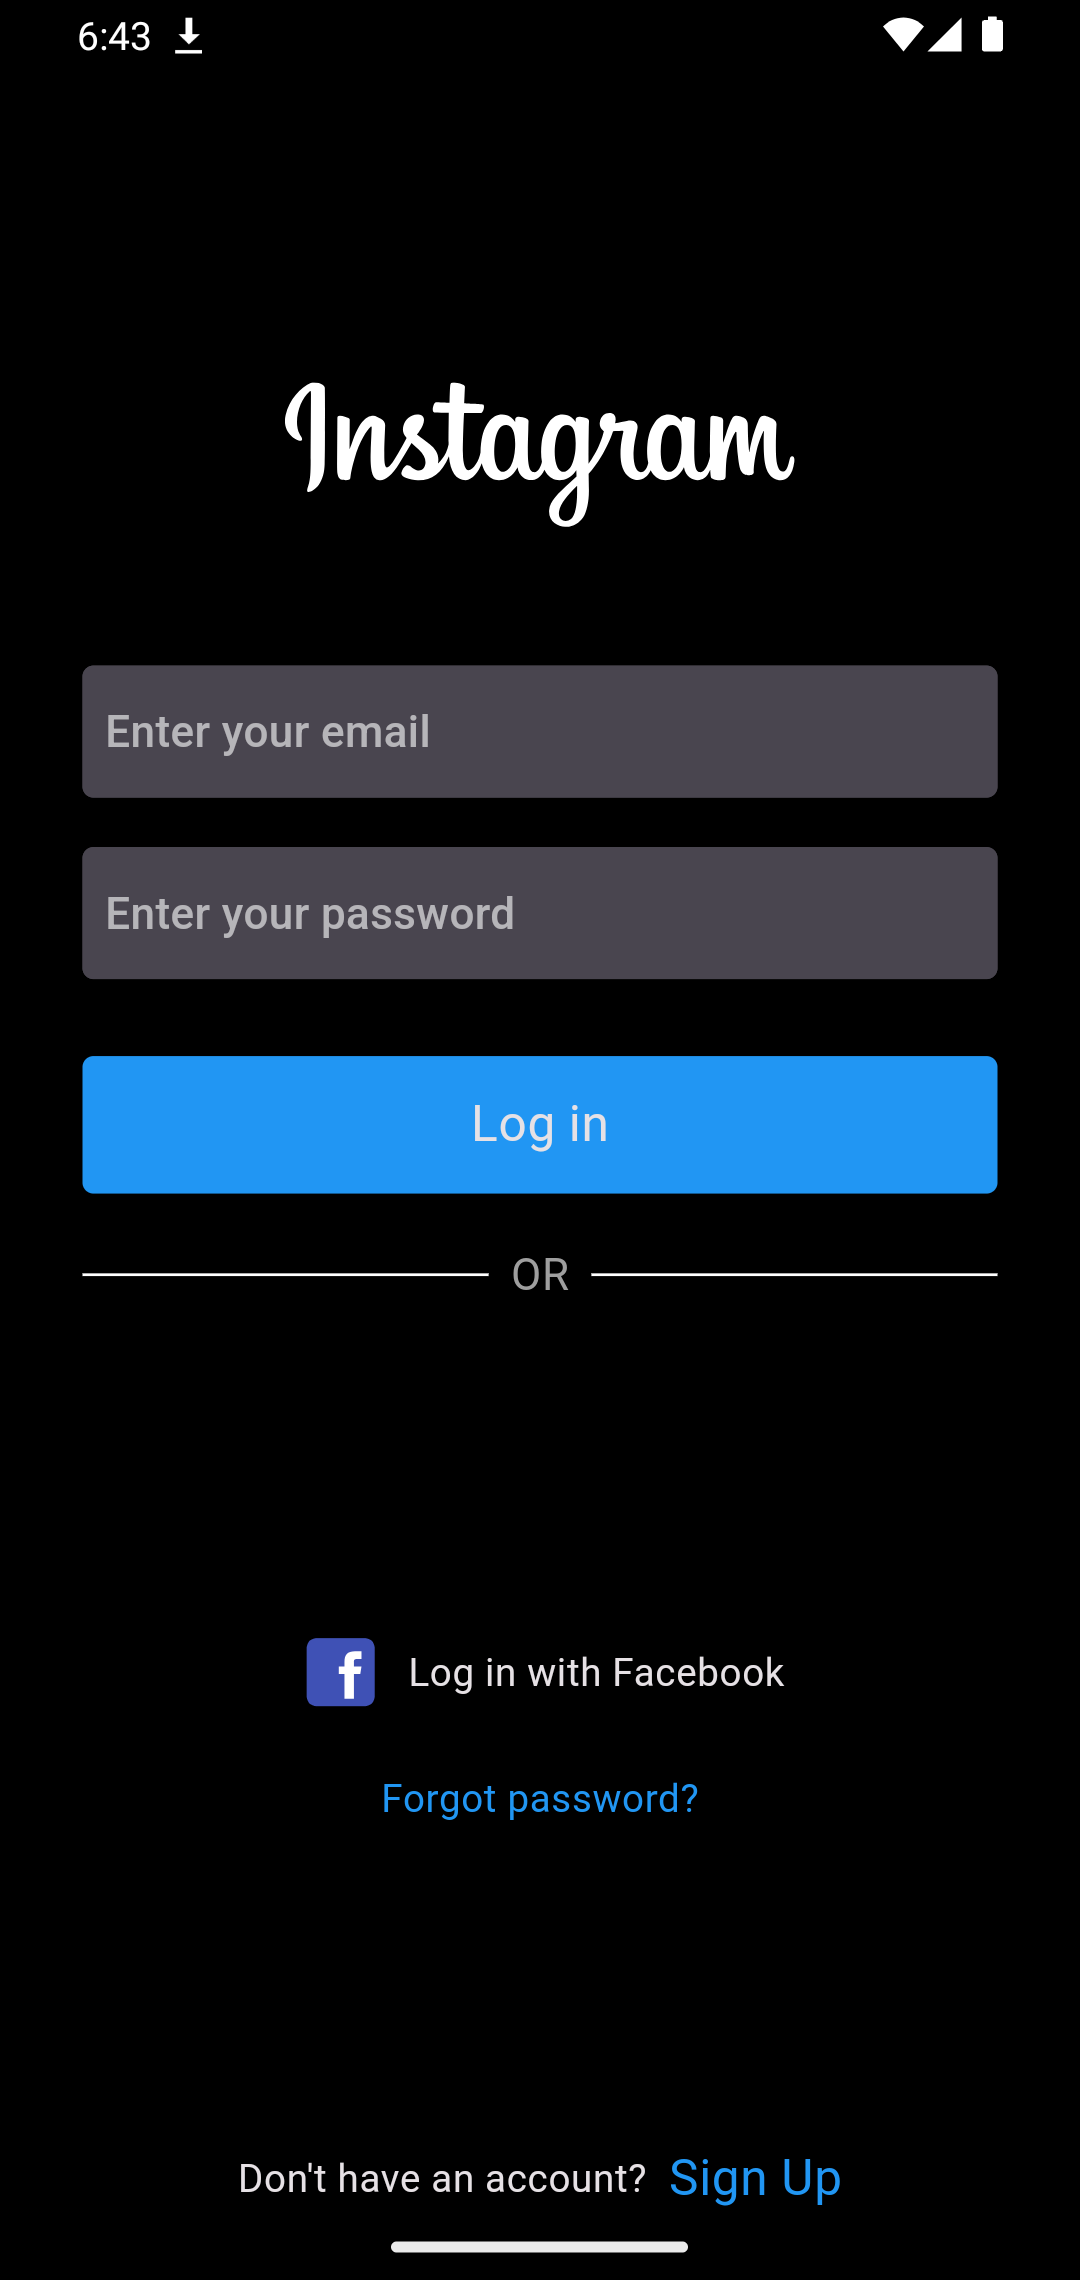 6:43
Instagram
Enter your email
Enter your password
Log in
OR
f Log in with Facebook
Forgot password?
Don't have an account? Sign Up